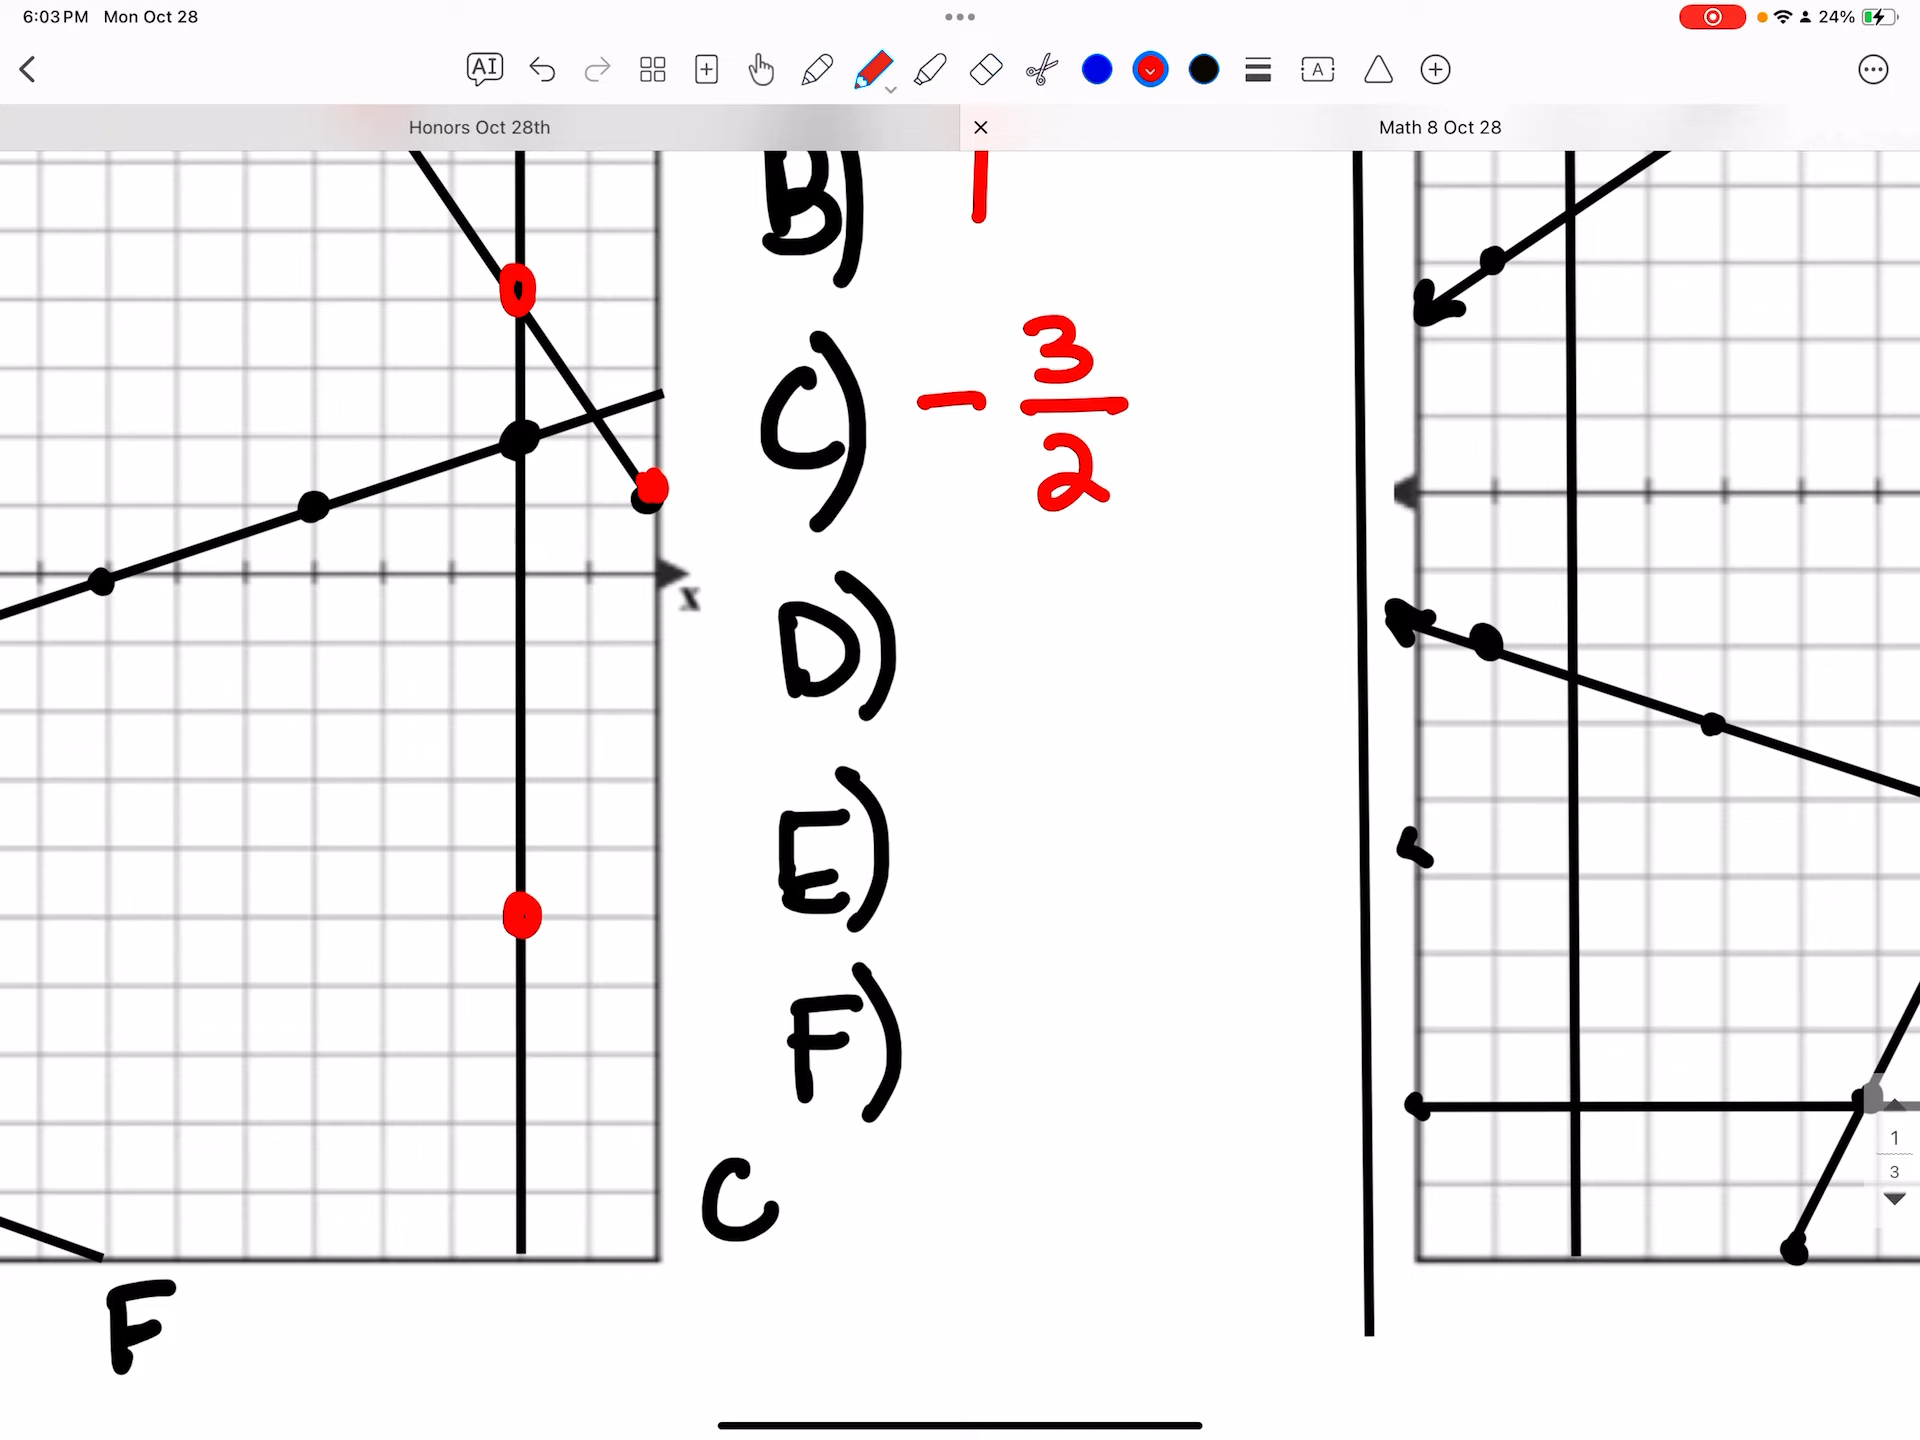 6:03 PM Mon Oct 28
24%
AI
A
Honors Oct 28th
Math 8 Oct 28
B) 1
C) - 3/2
x
D)
E)
F)
1
3
C
F